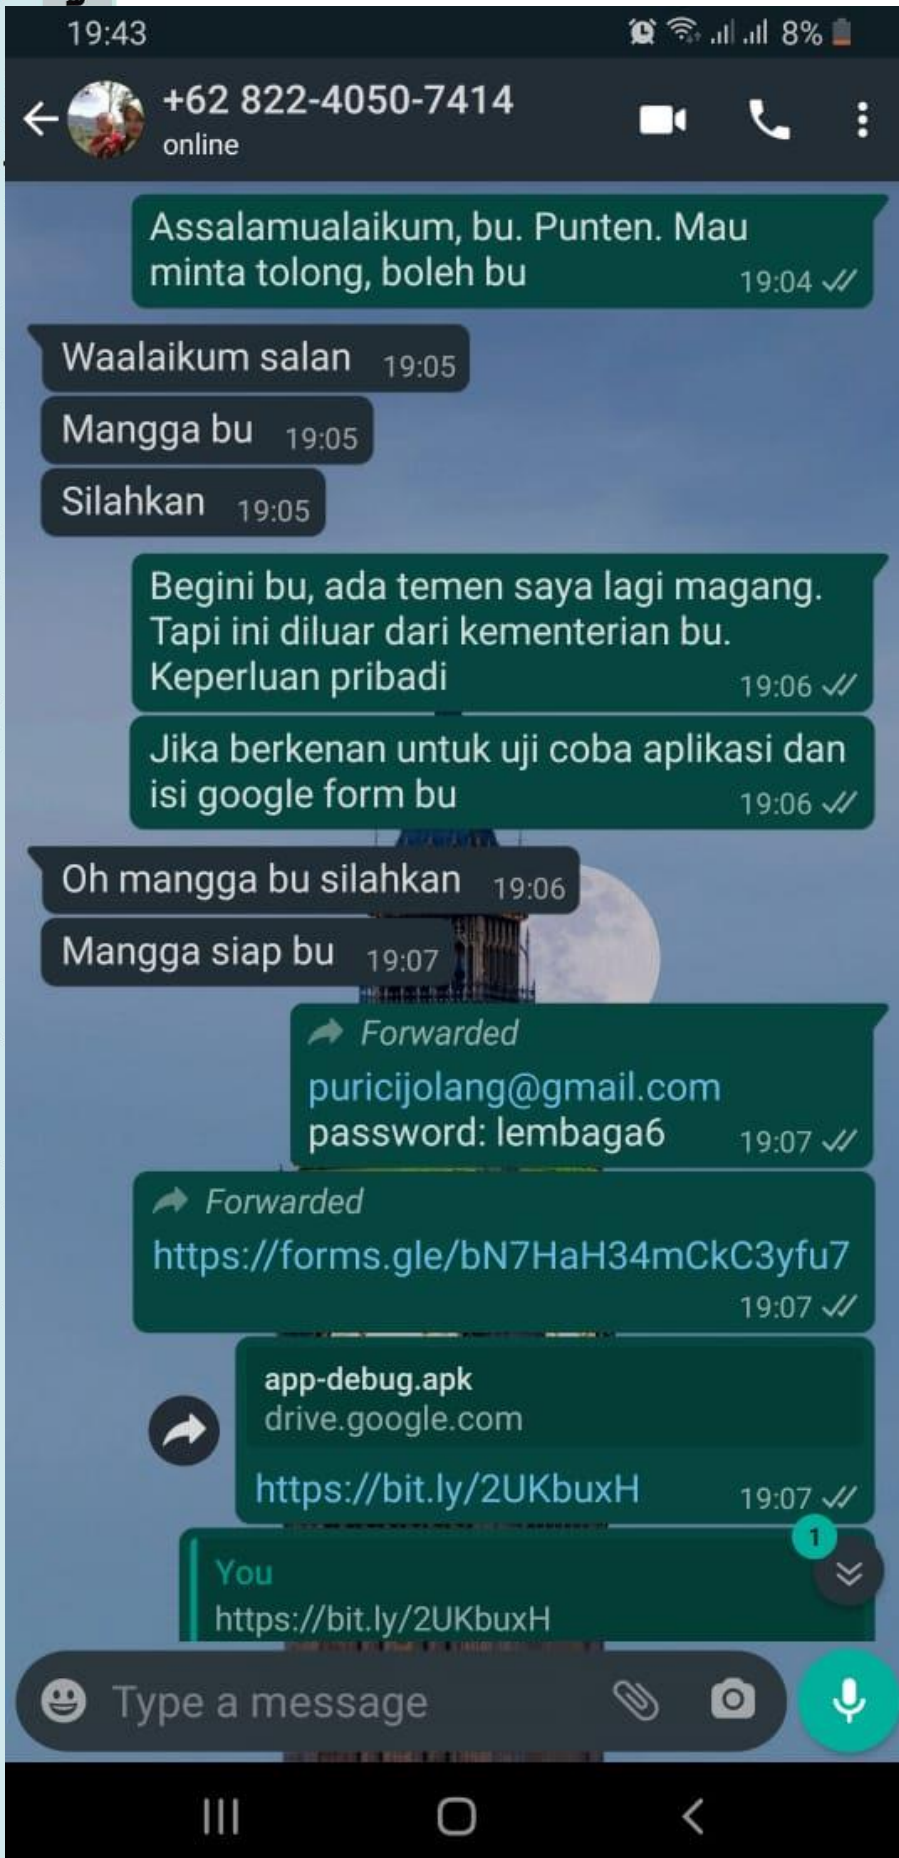 19:43 8%
+62 822-4050-7414
online
Assalamualaikum, bu. Punten. Mau
minta tolong, boleh bu 19:04
Waalaikum salan 19:05
Mangga bu 19:05
Silahkan 19:05
Begini bu, ada temen saya lagi magang.
Tapi ini diluar dari kementerian bu.
Keperluan pribadi 19:06
Jika berkenan untuk uji coba aplikasi dan
isi google form bu 19:06
Oh mangga bu silahkan 19:06
Mangga siap bu 19:07
Forwarded
puricijolang@gmail.com
password: lembaga6 19:07
Forwarded
https://forms.gle/bN7HaH34mCkC3yfu7
19:07
app-debug.apk
drive.google.com
https://bit.ly/2UKbuxH 19:07
1
You
https://bit.ly/2UKbuxH
Type a message